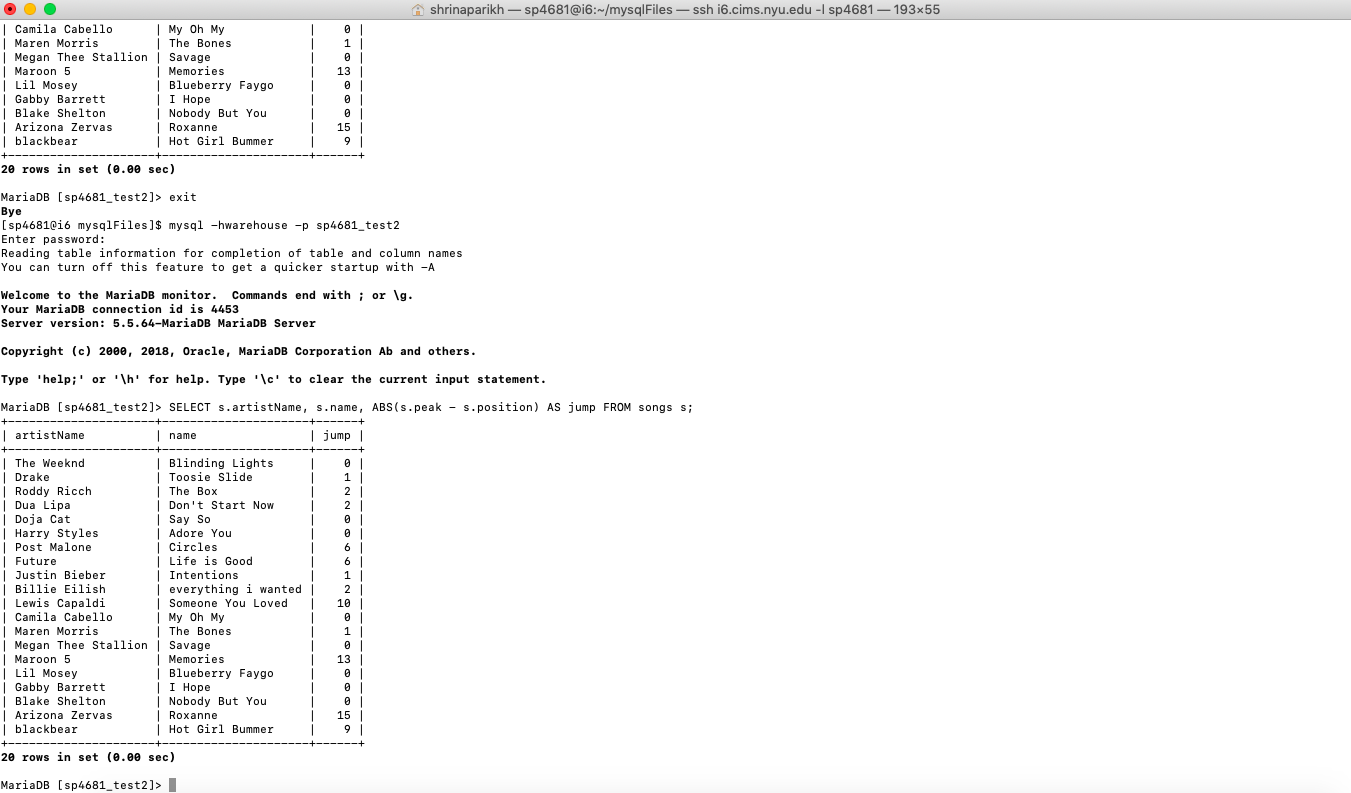 shrinaparikh — sp4681@i6:~/mysqlFiles — ssh i6.cims.nyu.edu -l sp4681 — 193×55
| Camila Cabello      | My Oh My            |    0 |
| Maren Morris        | The Bones           |    1 |
| Megan Thee Stallion | Savage              |    0 |
| Maroon 5            | Memories            |   13 |
| Lil Mosey           | Blueberry Faygo     |    0 |
| Gabby Barrett       | I Hope              |    0 |
| Blake Shelton       | Nobody But You      |    0 |
| Arizona Zervas      | Roxanne             |   15 |
| blackbear           | Hot Girl Bummer     |    9 |
+---------------------+---------------------+------+
20 rows in set (0.00 sec)
MariaDB [sp4681_test2]> exit
Bye
[sp4681@i6 mysqlFiles]$ mysql -hwarehouse -p sp4681_test2
Enter password:
Reading table information for completion of table and column names
You can turn off this feature to get a quicker startup with -A
Welcome to the MariaDB monitor.  Commands end with ; or \g.
Your MariaDB connection id is 4453
Server version: 5.5.64-MariaDB MariaDB Server
Copyright (c) 2000, 2018, Oracle, MariaDB Corporation Ab and others.
Type 'help;' or '\h' for help. Type '\c' to clear the current input statement.
MariaDB [sp4681_test2]> SELECT s.artistName, s.name, ABS(s.peak - s.position) AS jump FROM songs s;
+---------------------+---------------------+------+
| artistName          | name                | jump |
+---------------------+---------------------+------+
| The Weeknd          | Blinding Lights     |    0 |
| Drake               | Toosie Slide        |    1 |
| Roddy Ricch         | The Box             |    2 |
| Dua Lipa            | Don't Start Now     |    2 |
| Doja Cat            | Say So              |    0 |
| Harry Styles        | Adore You           |    0 |
| Post Malone         | Circles             |    6 |
| Future              | Life is Good        |    6 |
| Justin Bieber       | Intentions          |    1 |
| Billie Eilish       | everything i wanted |    2 |
| Lewis Capaldi       | Someone You Loved   |   10 |
| Camila Cabello      | My Oh My            |    0 |
| Maren Morris        | The Bones           |    1 |
| Megan Thee Stallion | Savage              |    0 |
| Maroon 5            | Memories            |   13 |
| Lil Mosey           | Blueberry Faygo     |    0 |
| Gabby Barrett       | I Hope              |    0 |
| Blake Shelton       | Nobody But You      |    0 |
| Arizona Zervas      | Roxanne             |   15 |
| blackbear           | Hot Girl Bummer     |    9 |
+---------------------+---------------------+------+
20 rows in set (0.00 sec)
MariaDB [sp4681_test2]>